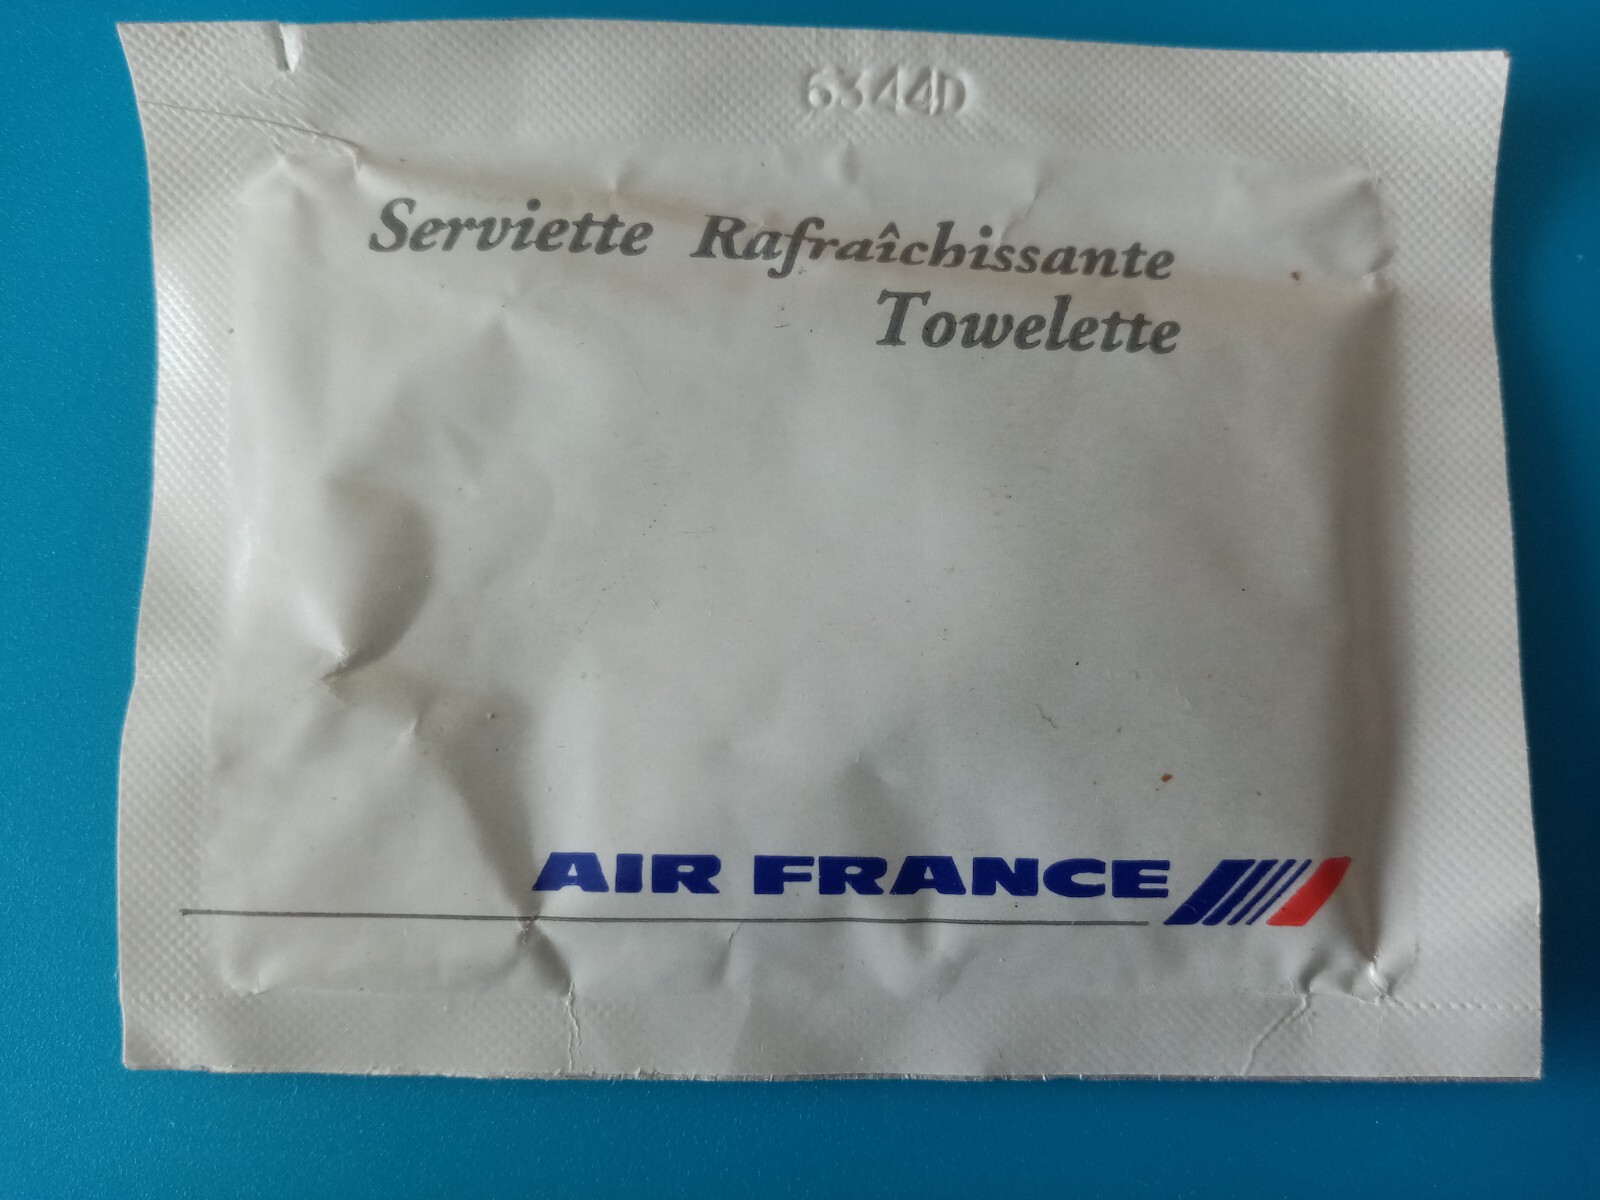 6344D
Serviette Rafraîchissante
Towelette
AIR FRANCE